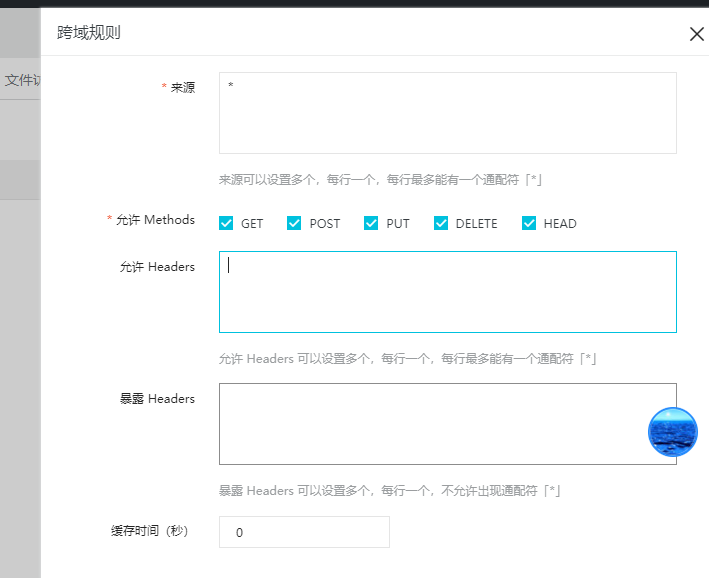 跨域规则
文件访
* 来源
*
来源可以设置多个，每行一个，每行最多能有一个通配符「*」
* 允许 Methods
GET POST PUT DELETE HEAD
允许 Headers
允许 Headers 可以设置多个，每行一个，每行最多能有一个通配符「*」
暴露 Headers
暴露 Headers 可以设置多个，每行一个，不允许出现通配符「*」
缓存时间（秒） 0